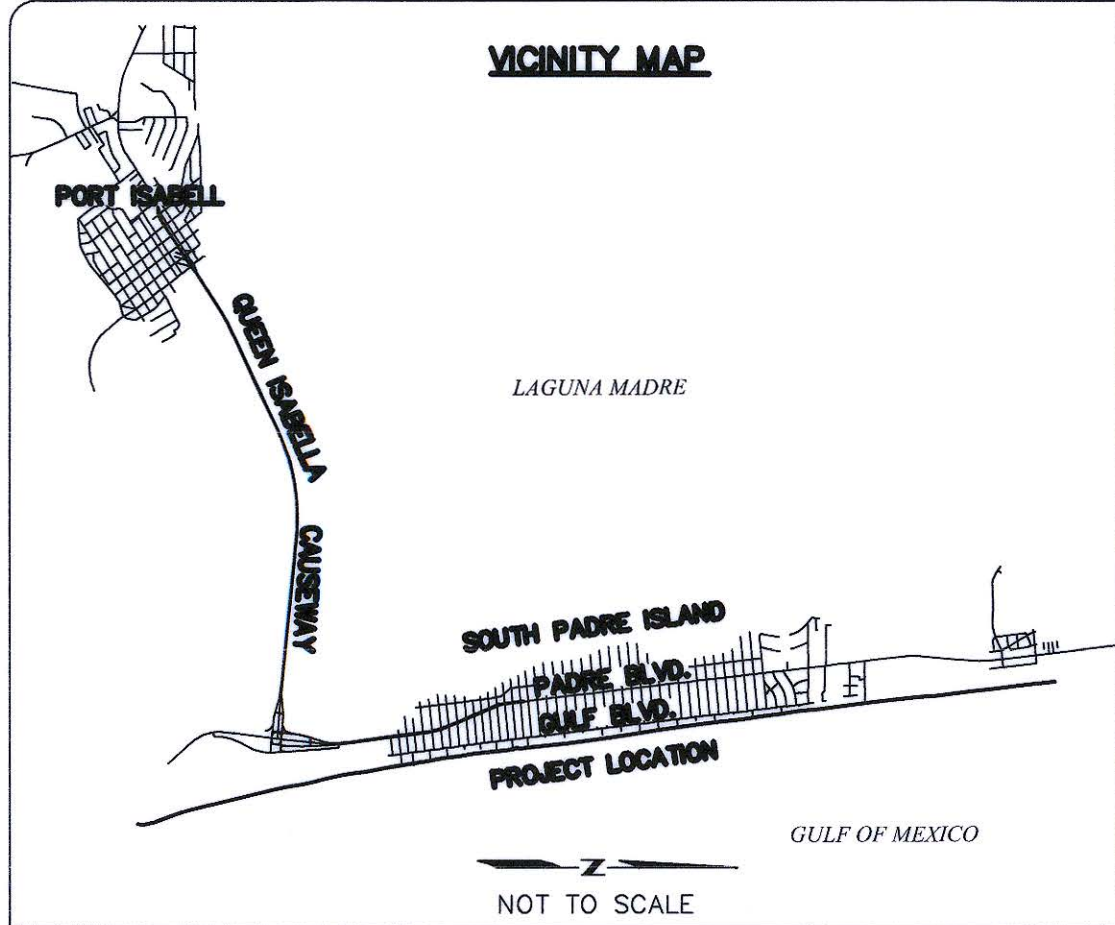 VICINITY MAP
PORT ISABELL
QUEEN ISABELLA
CAUSEWAY
LAGUNA MADRE
SOUTH PADRE ISLAND
PADRE BLVD.
GULF BLVD.
PROJECT LOCATION
GULF OF MEXICO
Z
NOT TO SCALE